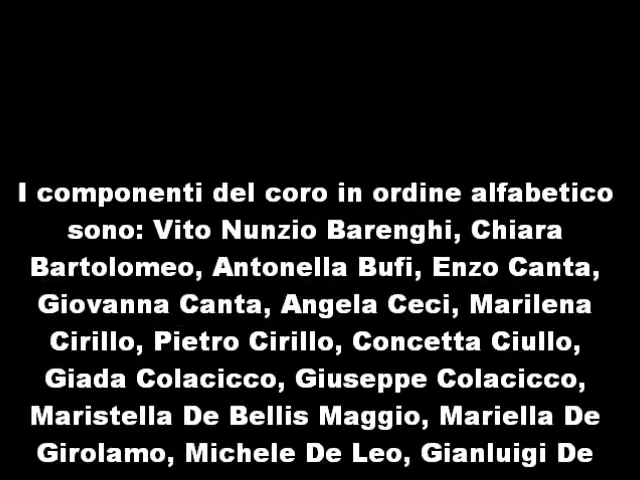 I componenti del coro in ordine alfabetico
sono: Vito Nunzio Barenghi, Chiara
Bartolomeo, Antonella Bufi, Enzo Canta,
Giovanna Canta, Angela Ceci, Marilena
Cirillo, Pietro Cirillo, Concetta Ciullo,
Giada Colacicco, Giuseppe Colacicco,
Maristella De Bellis Maggio, Mariella De
Girolamo, Michele De Leo, Gianluigi De